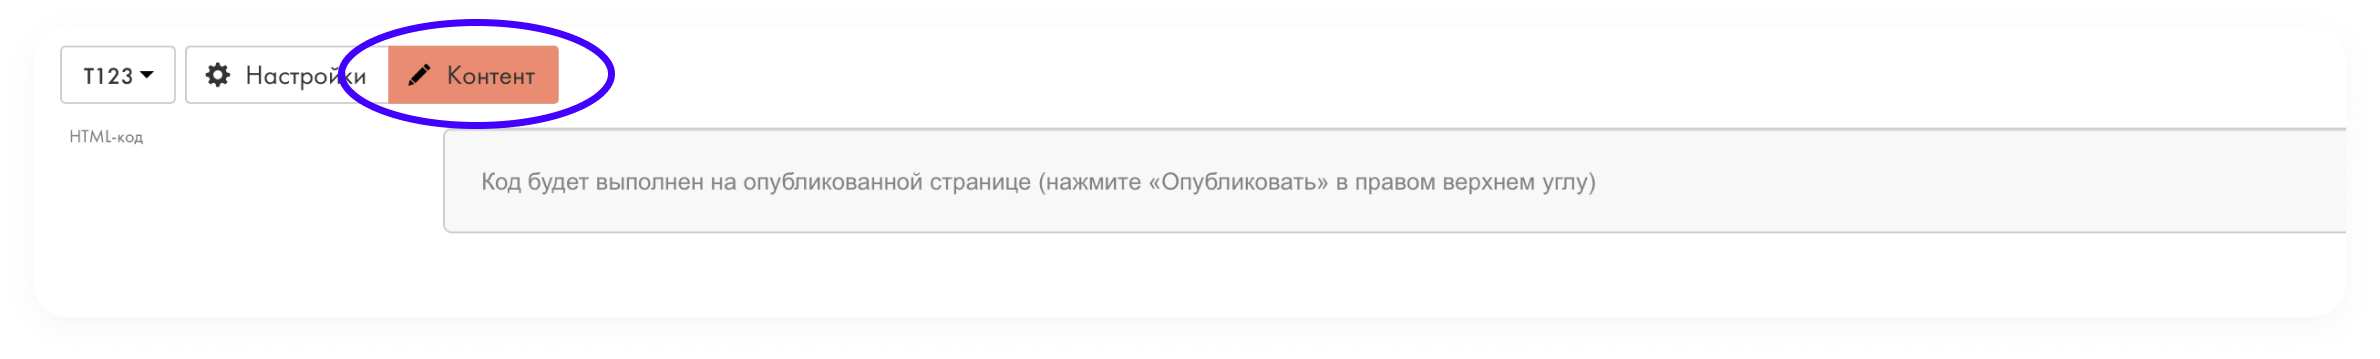 T123 Настройки Контент
HTML-код
Код будет выполнен на опубликованной странице (нажмите «Опубликовать» в правом верхнем углу)